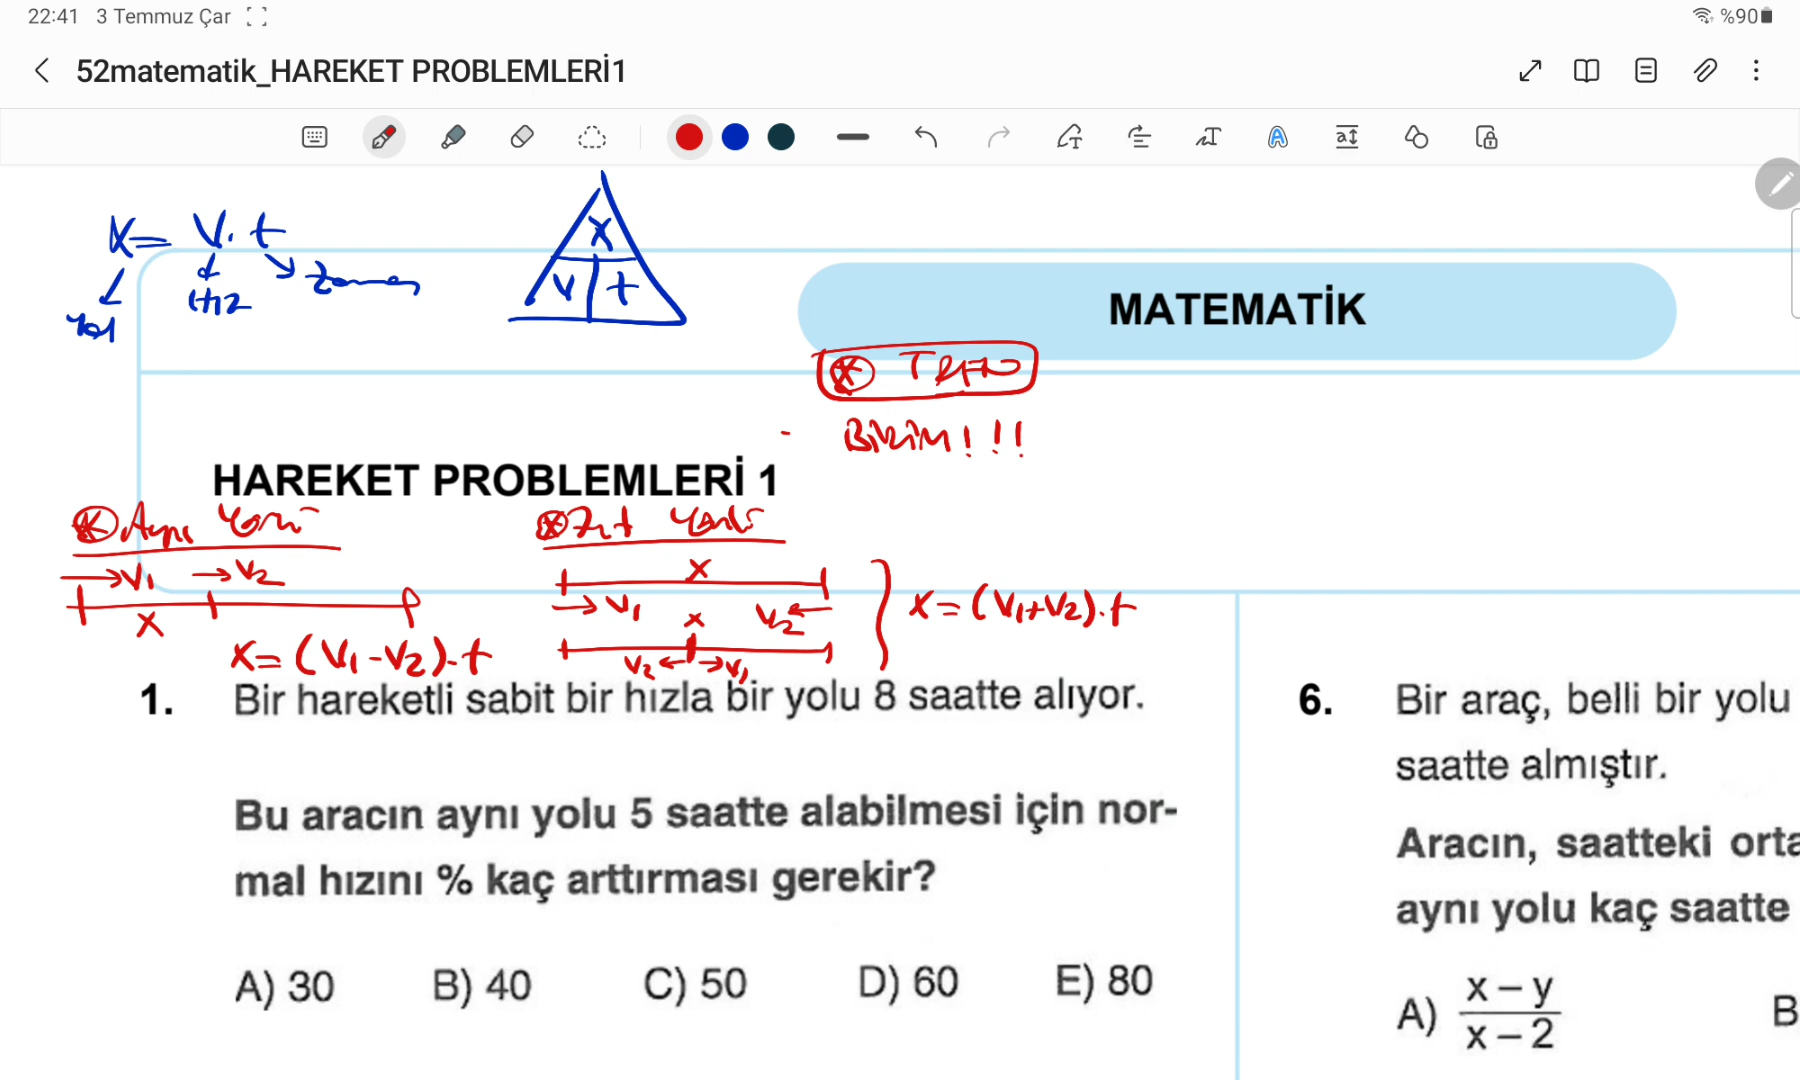 22:41 3 Temmuz Çar %90
52matematik_HAREKET PROBLEMLERİ1
x = V.t
yol hız zaman
x
v t
MATEMATİK
TREN
BİRİM!!!
HAREKET PROBLEMLERİ 1
Aynı Yönlü
V1 V2
x
x = (V1-V2).t
Zıt Yönlü
x
V1 V2
x
V2 V1
x = (V1+V2).t
1. Bir hareketli sabit bir hızla bir yolu 8 saatte alıyor.
Bu aracın aynı yolu 5 saatte alabilmesi için nor-
mal hızını % kaç arttırması gerekir?
A) 30 B) 40 C) 50 D) 60 E) 80
6. Bir araç, belli bir yolu
saatte almıştır.
Aracın, saatteki orta
aynı yolu kaç saatte
A) x – y / x – 2 B